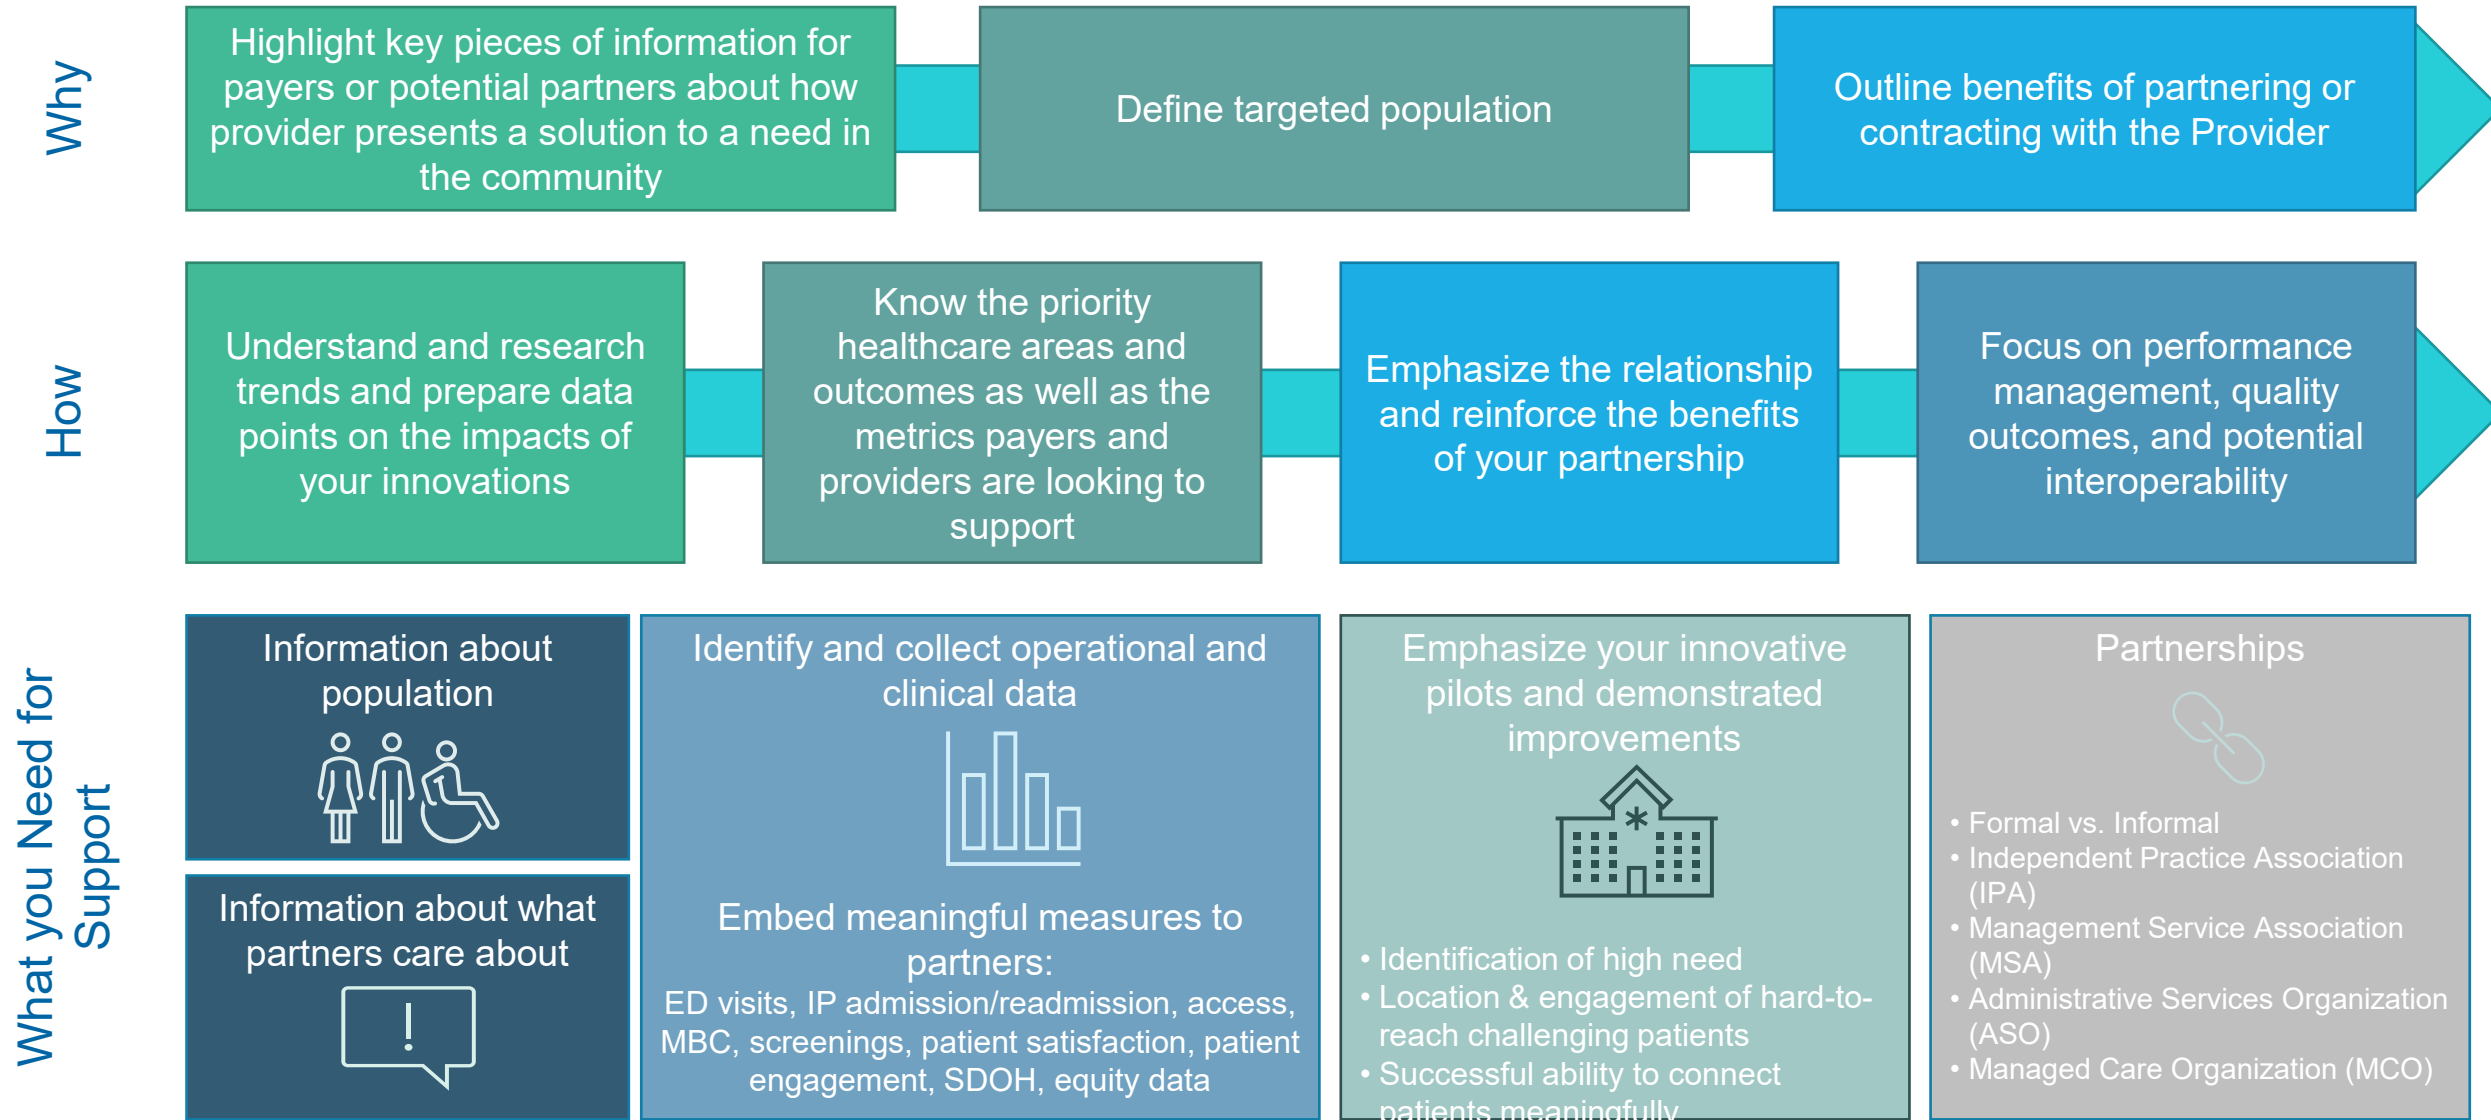 Why
Highlight key pieces of information for
payers or potential partners about how
provider presents a solution to a need in
the community
Define targeted population
Outline benefits of partnering or
contracting with the Provider
How
Understand and research
trends and prepare data
points on the impacts of
your innovations
Know the priority
healthcare areas and
outcomes as well as the
metrics payers and
providers are looking to
support
Emphasize the relationship
and reinforce the benefits
of your partnership
Focus on performance
management, quality
outcomes, and potential
interoperability
What you Need for
Support
Information about
population
Information about what
partners care about
!
Identify and collect operational and
clinical data
Embed meaningful measures to
partners:
ED visits, IP admission/readmission, access,
MBC, screenings, patient satisfaction, patient
engagement, SDOH, equity data
Emphasize your innovative
pilots and demonstrated
improvements
• Identification of high need
• Location & engagement of hard-to-
reach challenging patients
• Successful ability to connect
patients meaningfully
Partnerships
• Formal vs. Informal
• Independent Practice Association
(IPA)
• Management Service Association
(MSA)
• Administrative Services Organization
(ASO)
• Managed Care Organization (MCO)